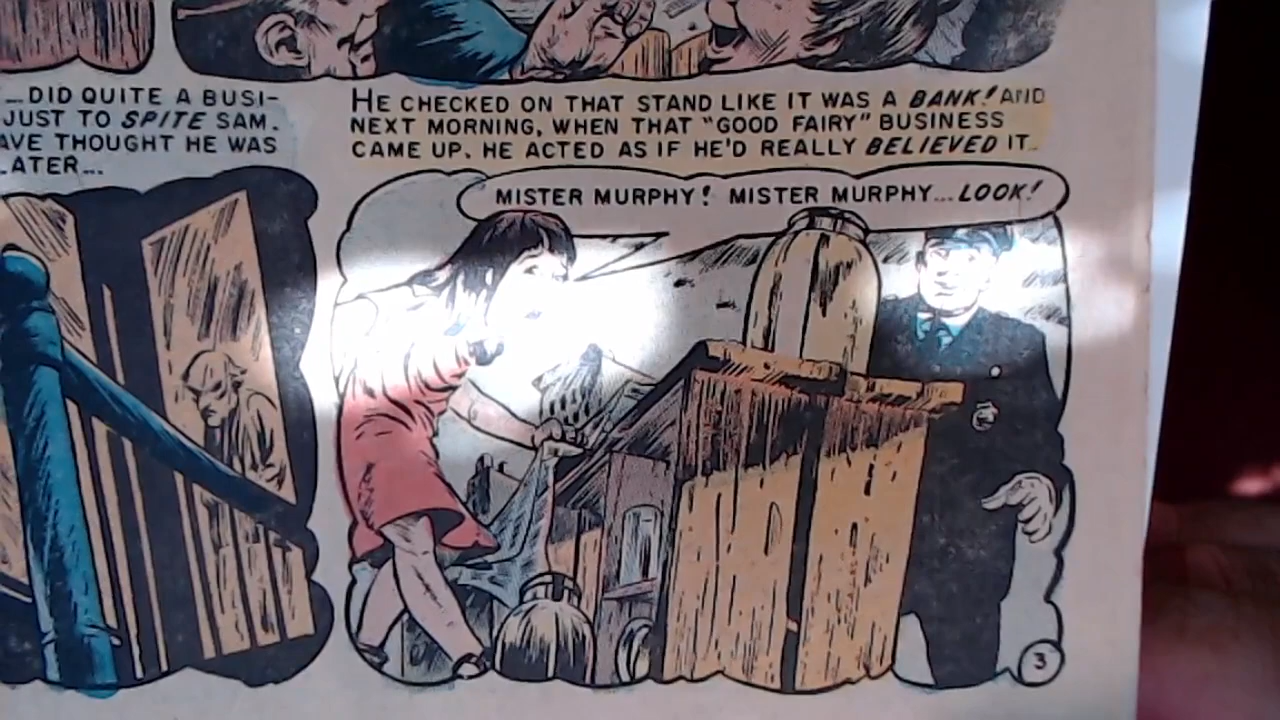 ...DID QUITE A BUSI-
JUST TO SPITE SAM.
AVE THOUGHT HE WAS
LATER...
HE CHECKED ON THAT STAND LIKE IT WAS A BANK! AND
NEXT MORNING, WHEN THAT "GOOD FAIRY" BUSINESS
CAME UP, HE ACTED AS IF HE'D REALLY BELIEVED IT...
MISTER MURPHY! MISTER MURPHY...LOOK!
3